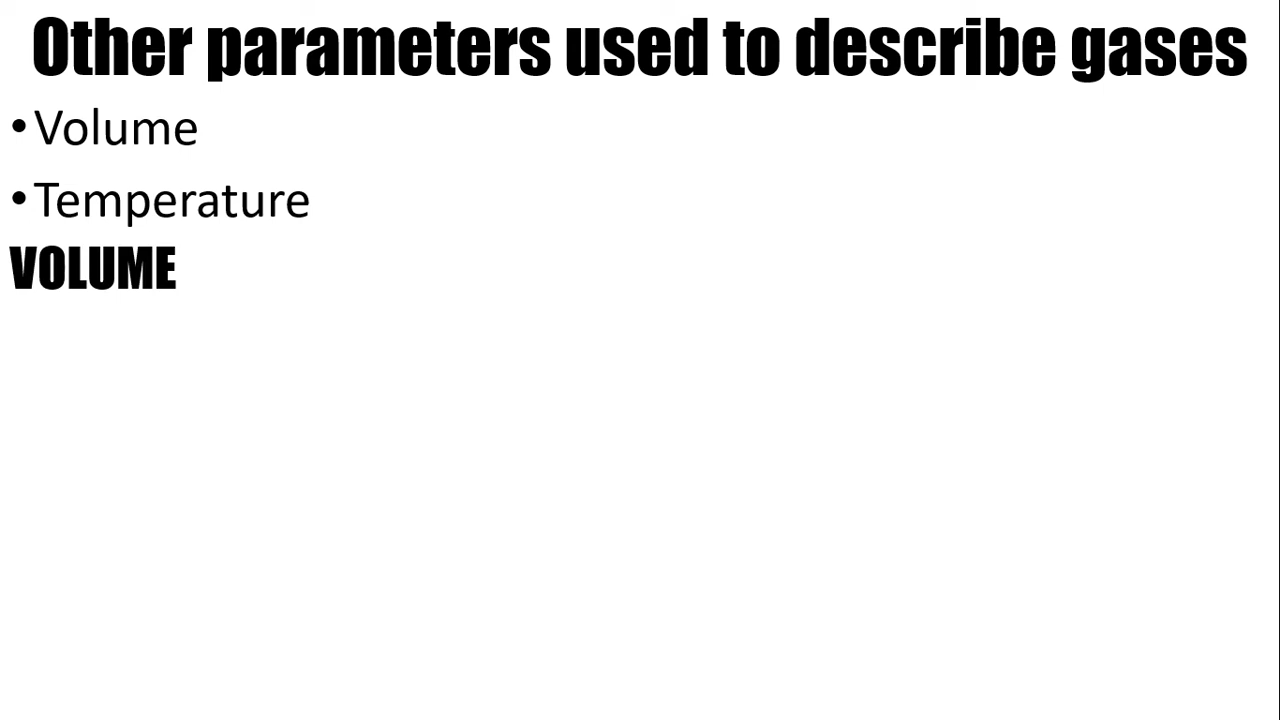 Other parameters used to describe gases
• Volume
• Temperature
VOLUME